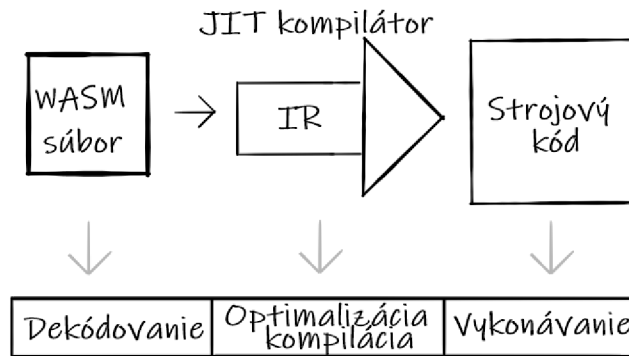 JIT kompilátor
WASM
súbor
IR
Strojový
kód
Dekódovanie
Optimalizácia
kompilácia
Vykonávanie